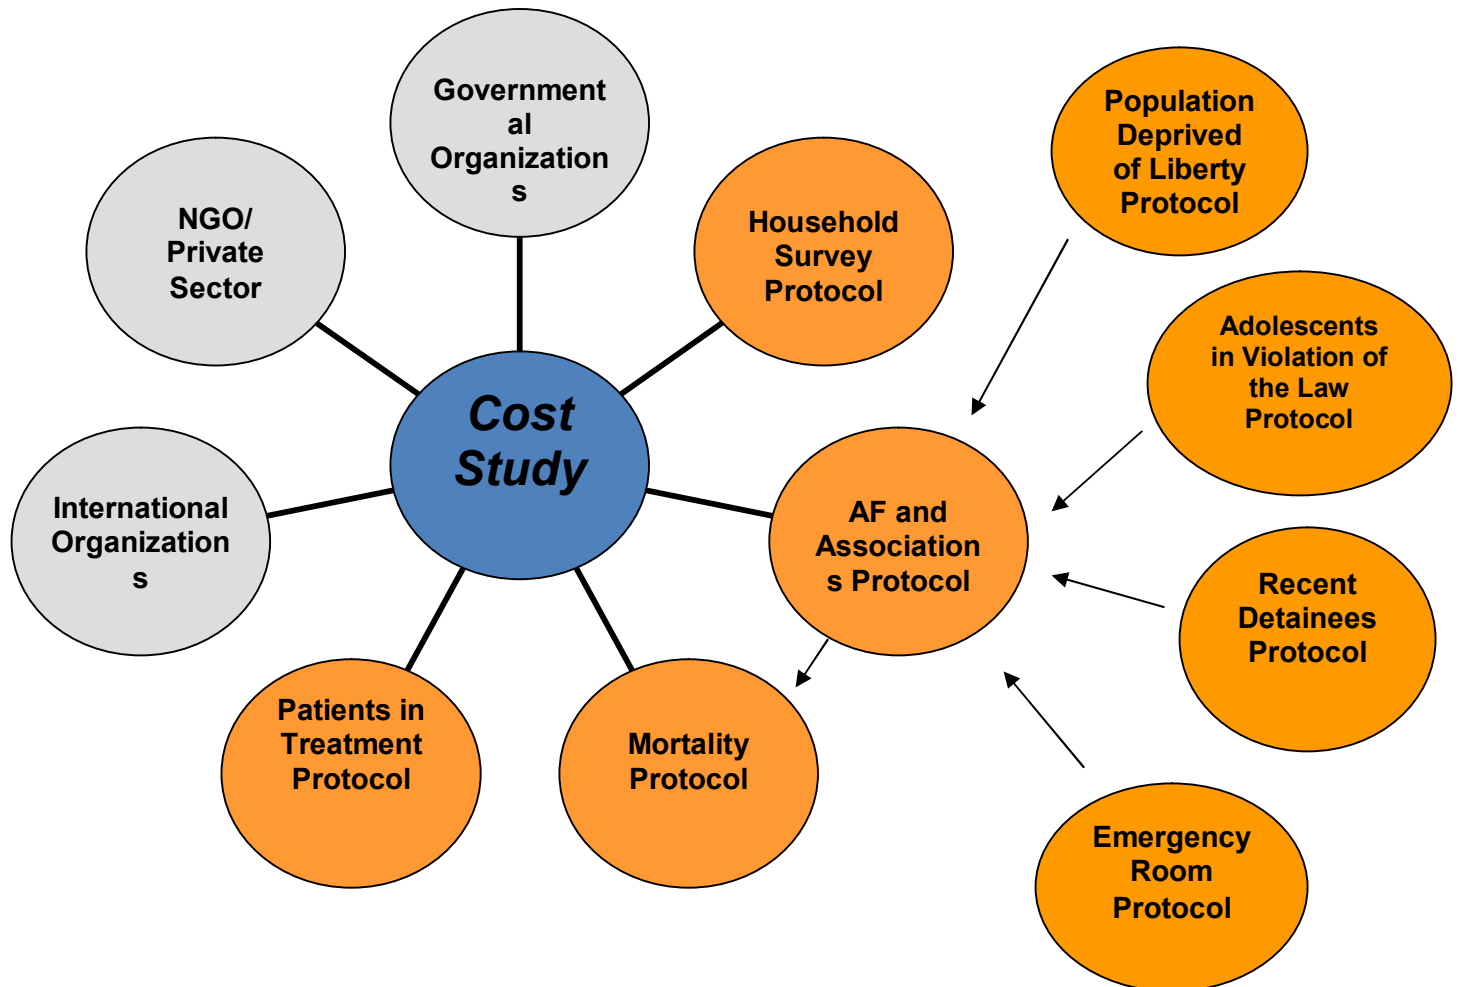 Government
al
Organization
s
NGO/
Private
Sector
Household
Survey
Protocol
Population
Deprived
of Liberty
Protocol
Adolescents
in Violation of
the Law
Protocol
Cost
Study
International
Organization
s
AF and
Association
s Protocol
Recent
Detainees
Protocol
Patients in
Treatment
Protocol
Mortality
Protocol
Emergency
Room
Protocol